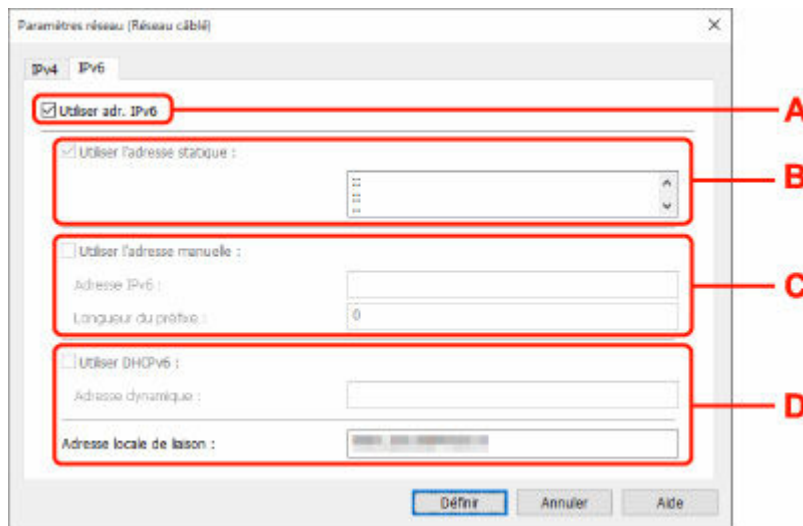 Paramètres réseau (Réseau câblé)
IPv4 IPv6
Utiliser adr. IPv6
A
Utiliser l'adresse statique :
::
::
::
B
Utiliser l'adresse manuelle :
Adresse IPv6 :
C
Longueur du préfixe : 0
Utiliser DHCPv6 :
Adresse dynamique :
D
Adresse locale de liaison :
Définir Annuler Aide